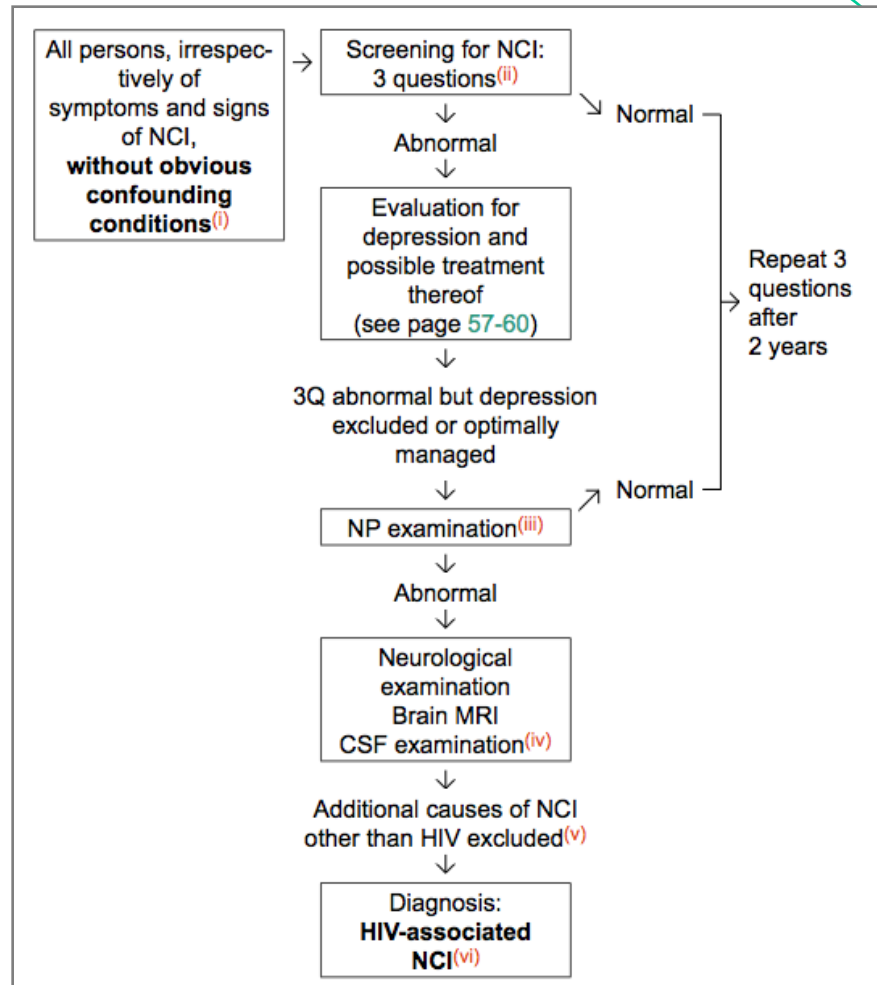 All persons, irrespec-
tively of
symptoms and signs
of NCI,
without obvious
confounding
conditions(i)
Screening for NCI:
3 questions(ii)
Normal
Abnormal
Evaluation for
depression and
possible treatment
thereof
(see page 57-60)
Repeat 3
questions
after
2 years
3Q abnormal but depression
excluded or optimally
managed
Normal
NP examination(iii)
Abnormal
Neurological
examination
Brain MRI
CSF examination(iv)
Additional causes of NCI
other than HIV excluded(v)
Diagnosis:
HIV-associated
NCI(vi)